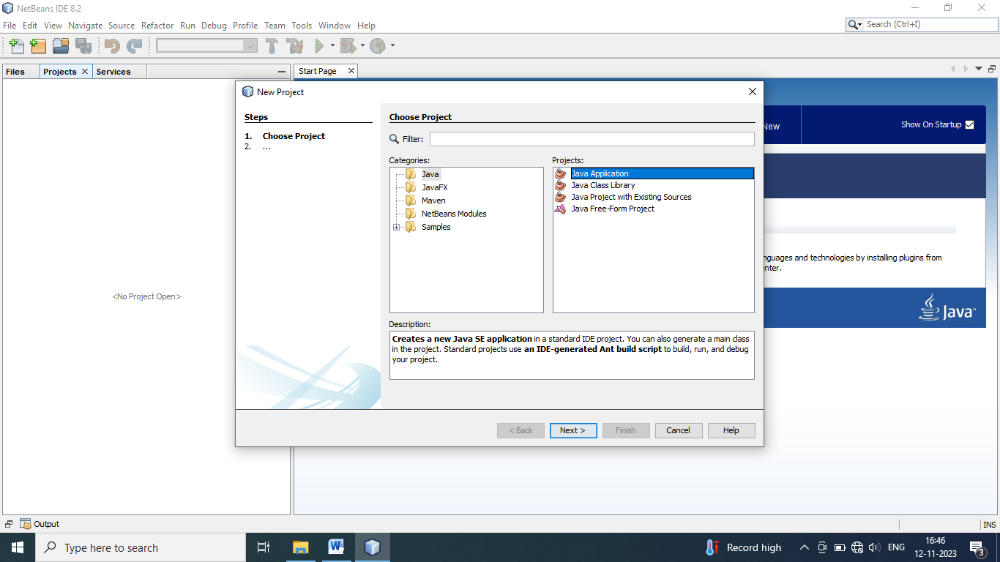 NetBeans IDE 8.2
File Edit View Navigate Source Refactor Run Debug Profile Team Tools Window Help
Search (Ctrl+I)
Files Projects Services
Start Page
<No Project Open>
New Project
Steps
1. Choose Project
2. ...
Choose Project
Filter:
Categories:
Java
JavaFX
Maven
NetBeans Modules
Samples
Projects:
Java Application
Java Class Library
Java Project with Existing Sources
Java Free-Form Project
Description:
Creates a new Java SE application in a standard IDE project. You can also generate a main class
in the project. Standard projects use an IDE-generated Ant build script to build, run, and debug
your project.
< Back Next > Finish Cancel Help
New
Show On Startup
nguages and technologies by installing plugins from
enter.
Java™
Output
INS
Type here to search
W
Record high
ENG
16:46
12-11-2023
3